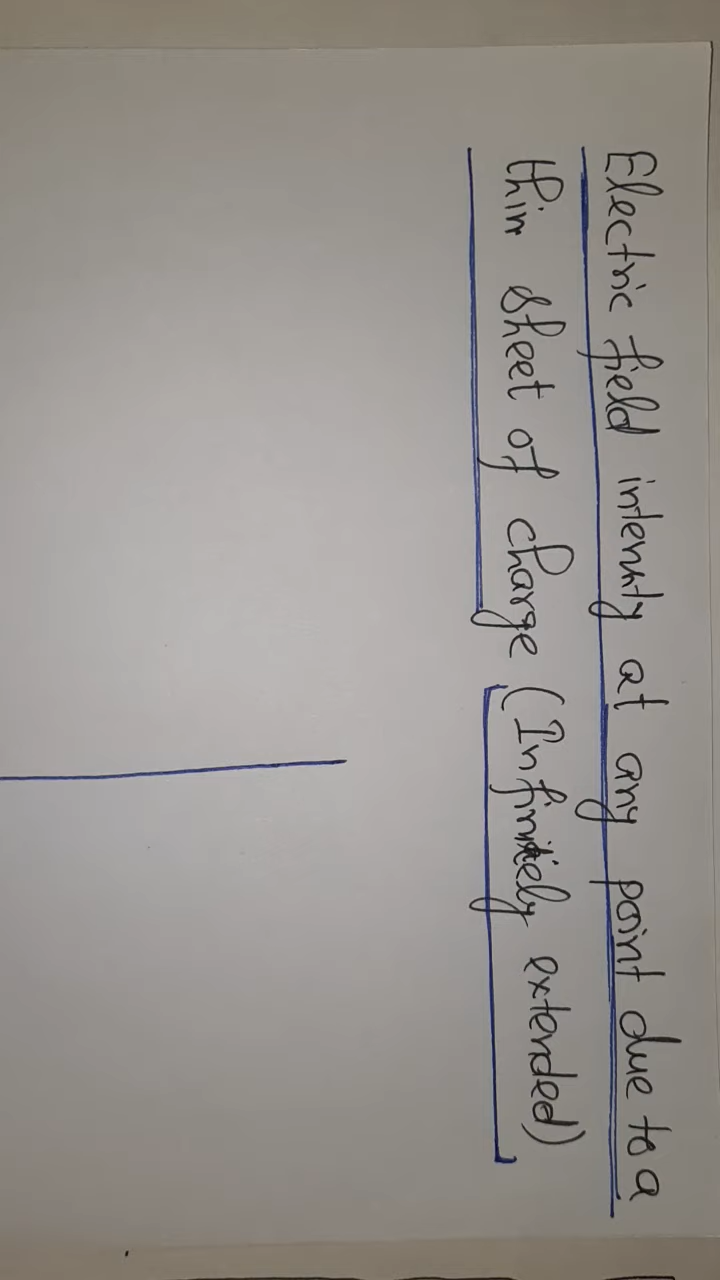 Electric field intensity at any point due to a
thin sheet of charge (Infinitely extended)